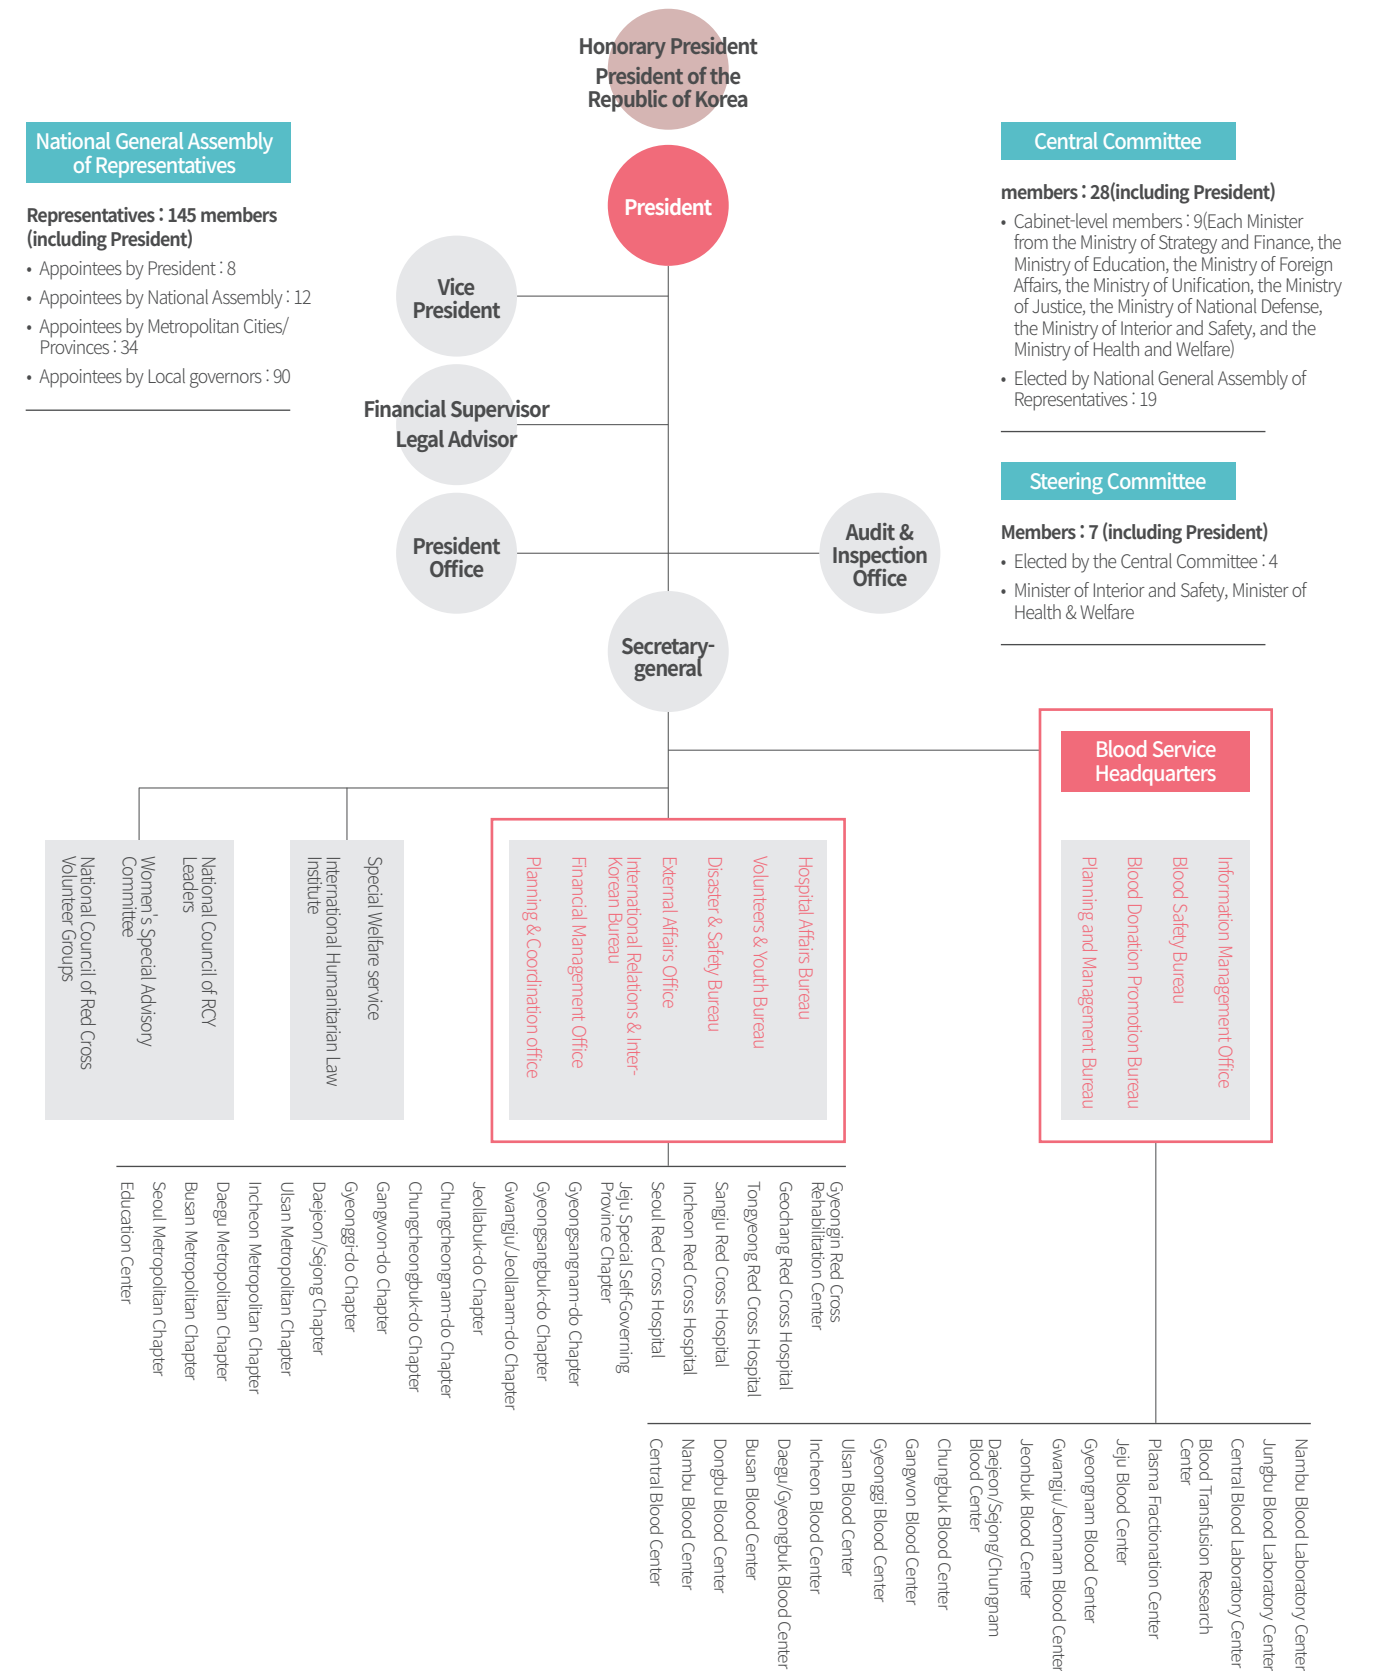 Honorary President
President of the
Republic of Korea
National General Assembly
of Representatives
Representatives : 145 members
(including President)
• Appointees by President : 8
• Appointees by National Assembly : 12
• Appointees by Metropolitan Cities/
Provinces : 34
• Appointees by Local governors : 90
President
Vice
President
Financial Supervisor
Legal Advisor
President
Office
Audit &
Inspection
Office
Secretary-
general
Central Committee
members : 28(including President)
• Cabinet-level members : 9(Each Minister
from the Ministry of Strategy and Finance, the
Ministry of Education, the Ministry of Foreign
Affairs, the Ministry of Unification, the Ministry
of Justice, the Ministry of National Defense,
the Ministry of Interior and Safety, and the
Ministry of Health and Welfare)
• Elected by National General Assembly of
Representatives : 19
Steering Committee
Members : 7 (including President)
• Elected by the Central Committee : 4
• Minister of Interior and Safety, Minister of
Health & Welfare
Blood Service
Headquarters
National Council of Red Cross
Volunteer Groups
Women's Special Advisory
Committee
National Council of RCY
Leaders
International Humanitarian Law
Institute
Special Welfare service
Planning & Coordination office
Financial Management Office
International Relations & Inter-
Korean Bureau
External Affairs Office
Disaster & Safety Bureau
Volunteers & Youth Bureau
Hospital Affairs Bureau
Planning and Management Bureau
Blood Donation Promotion Bureau
Blood Safety Bureau
Information Management Office
Education Center
Seoul Metropolitan Chapter
Busan Metropolitan Chapter
Daegu Metropolitan Chapter
Incheon Metropolitan Chapter
Ulsan Metropolitan Chapter
Daejeon/Sejong Chapter
Gyeonggi-do Chapter
Gangwon-do Chapter
Chungcheongbuk-do Chapter
Chungcheongnam-do Chapter
Jeollabuk-do Chapter
Gwangju/Jeollanam-do Chapter
Gyeongsangbuk-do Chapter
Gyeongsangnam-do Chapter
Jeju Special Self-Governing
Province Chapter
Seoul Red Cross Hospital
Incheon Red Cross Hospital
Sangju Red Cross Hospital
Tongyeong Red Cross Hospital
Geochang Red Cross Hospital
Gyeongin Red Cross
Rehabilitation Center
Central Blood Center
Nambu Blood Center
Dongbu Blood Center
Busan Blood Center
Daegu/Gyeongbuk Blood Center
Incheon Blood Center
Ulsan Blood Center
Gyeonggi Blood Center
Gangwon Blood Center
Chungbuk Blood Center
Daejeon/Sejong/Chungnam
Blood Center
Jeonbuk Blood Center
Gwangju/Jeonnam Blood Center
Gyeongnam Blood Center
Jeju Blood Center
Plasma Fractionation Center
Blood Transfusion Research
Center
Central Blood Laboratory Center
Jungbu Blood Laboratory Center
Nambu Blood Laboratory Center